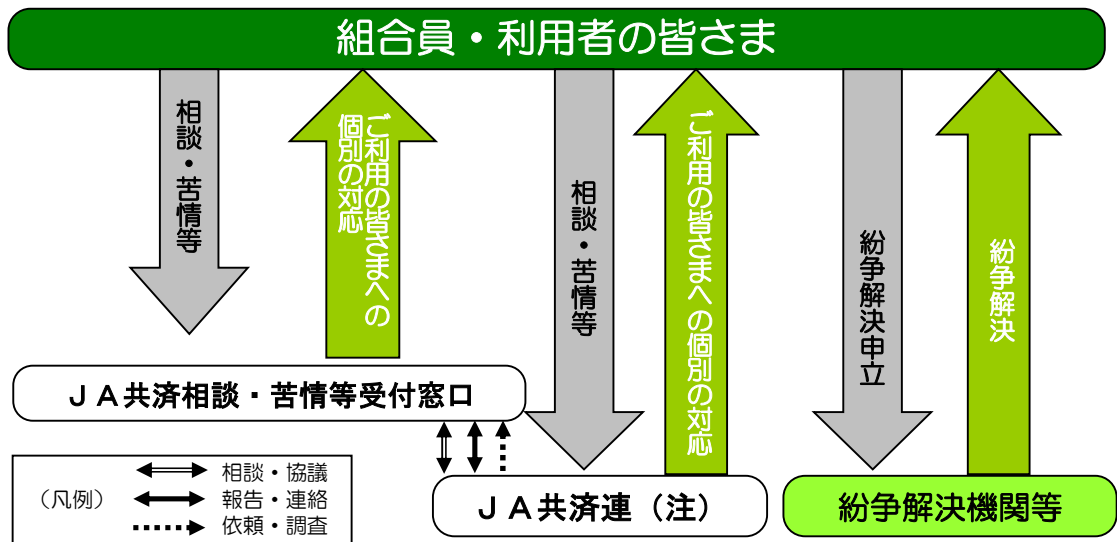 組合員・利用者の皆さま
相談・苦情等
ご利用の皆さまへの
個別の対応
相談・苦情等
ご利用の皆さまへの個別の対応
紛争解決申立
紛争解決
ＪＡ共済相談・苦情等受付窓口
（凡例）
相談・協議
報告・連絡
依頼・調査
ＪＡ共済連（注）
紛争解決機関等